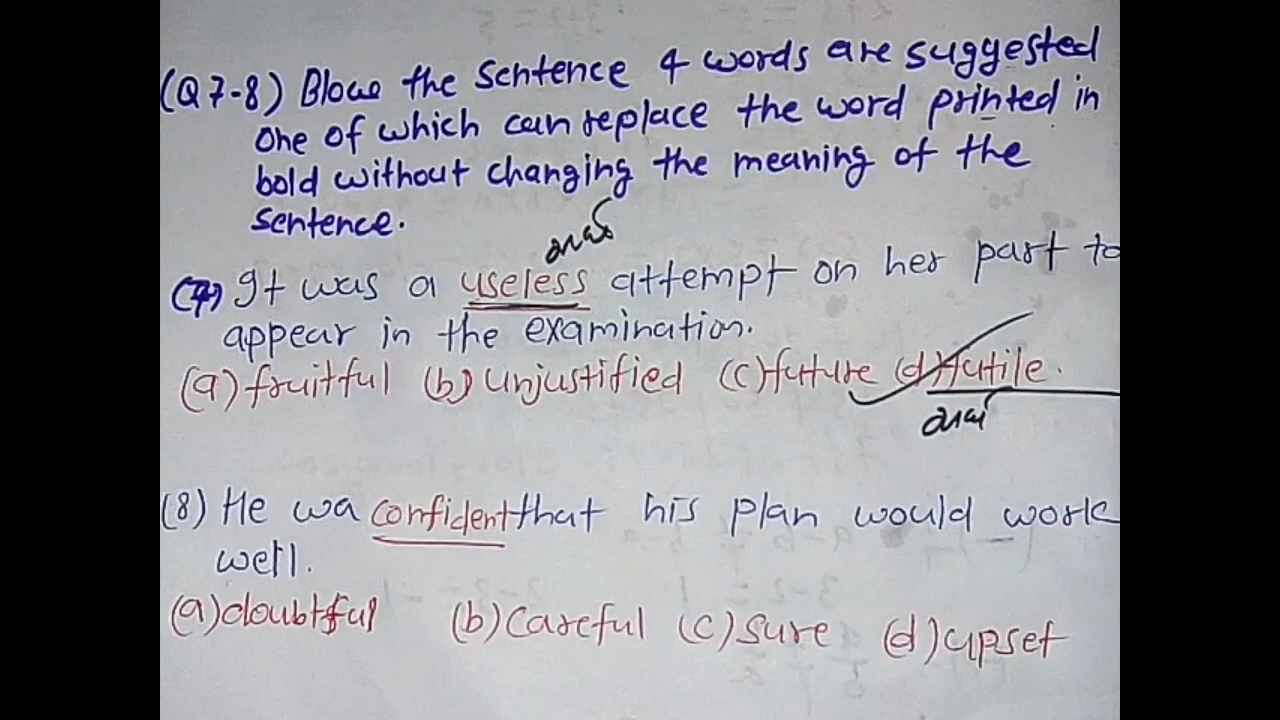 (Q7-8) Blow the sentence 4 words are suggested
one of which can replace the word printed in
bold without changing the meaning of the
sentence.
(7) It was a useless attempt on her part to
appear in the examination.
(a) fruitful (b) unjustified (c) future (d) futile.
(8) He wa confident that his plan would work
well.
(a) doubtful (b) careful (c) sure (d) upset